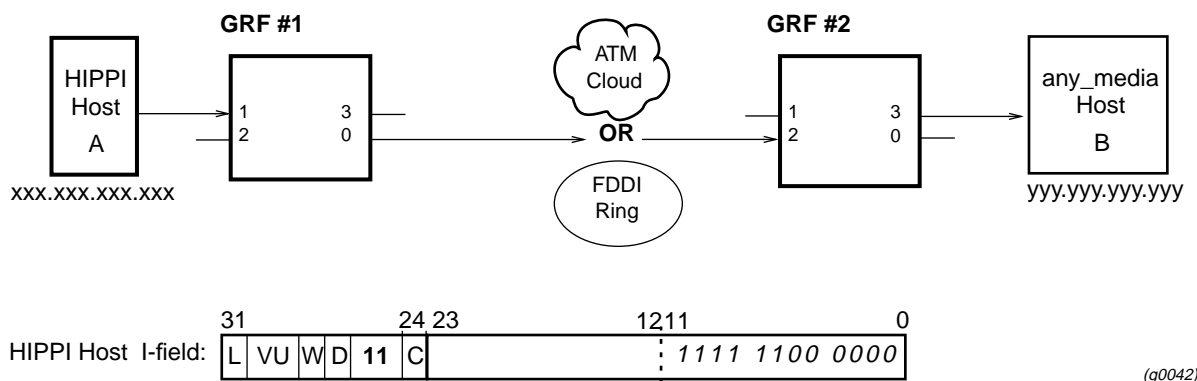 GRF #1
GRF #2
HIPPI
Host
A
xxx.xxx.xxx.xxx
1
2
3
0
ATM
Cloud
OR
FDDI
Ring
1
2
3
0
any_media
Host
B
yyy.yyy.yyy.yyy
31 24 23 12 11 0
HIPPI Host I-field: L VU W D 11 C 1111 1100 0000
(g0042)